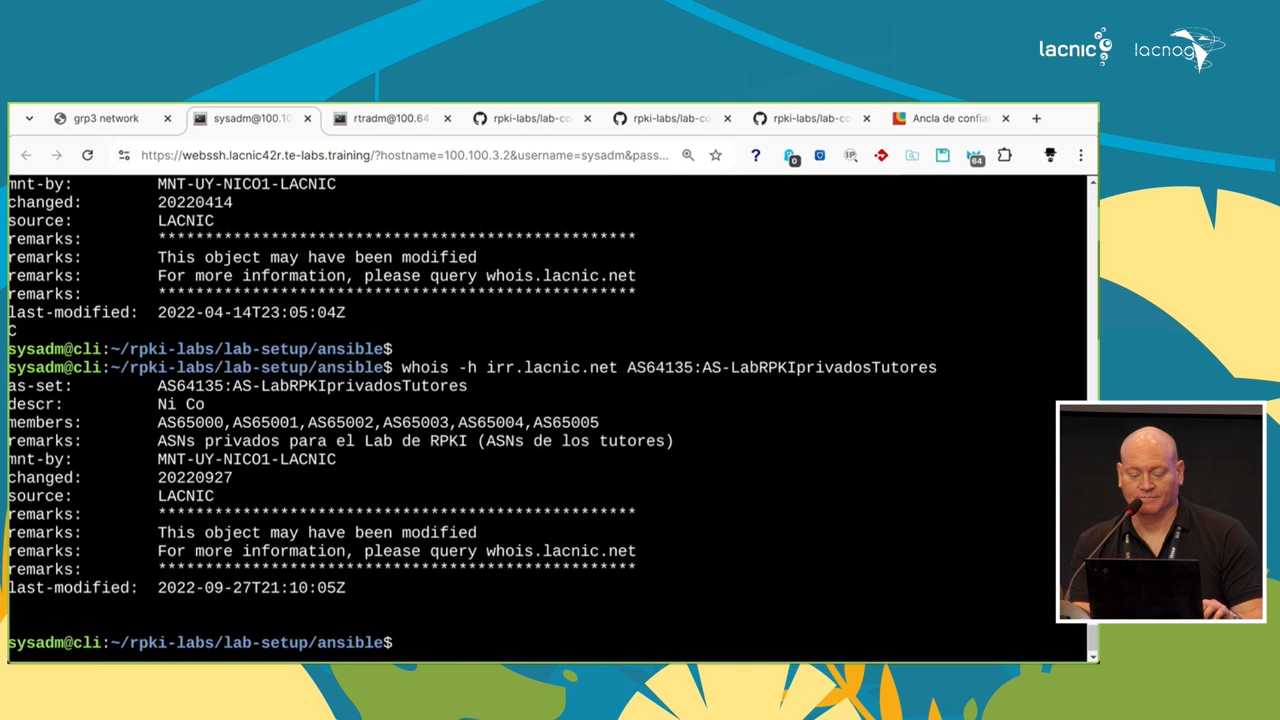 lacnic lacnog
grp3 network
sysadm@100.10
rtradm@100.64.
rpki-labs/lab-co
rpki-labs/lab-co
rpki-labs/lab-co
Ancla de confia
https://webssh.lacnic42r.te-labs.training/?hostname=100.100.3.2&username=sysadm&pass...
0
IP
64
mnt-by: MNT-UY-NICO1-LACNIC
changed: 20220414
source: LACNIC
remarks: ***************************************************
remarks: This object may have been modified
remarks: For more information, please query whois.lacnic.net
remarks: ***************************************************
last-modified: 2022-04-14T23:05:04Z
C
sysadm@cli:~/rpki-labs/lab-setup/ansible$
sysadm@cli:~/rpki-labs/lab-setup/ansible$ whois -h irr.lacnic.net AS64135:AS-LabRPKIprivadosTutores
as-set: AS64135:AS-LabRPKIprivadosTutores
descr: Ni Co
members: AS65000,AS65001,AS65002,AS65003,AS65004,AS65005
remarks: ASNs privados para el Lab de RPKI (ASNs de los tutores)
mnt-by: MNT-UY-NICO1-LACNIC
changed: 20220927
source: LACNIC
remarks: ***************************************************
remarks: This object may have been modified
remarks: For more information, please query whois.lacnic.net
remarks: ***************************************************
last-modified: 2022-09-27T21:10:05Z
sysadm@cli:~/rpki-labs/lab-setup/ansible$